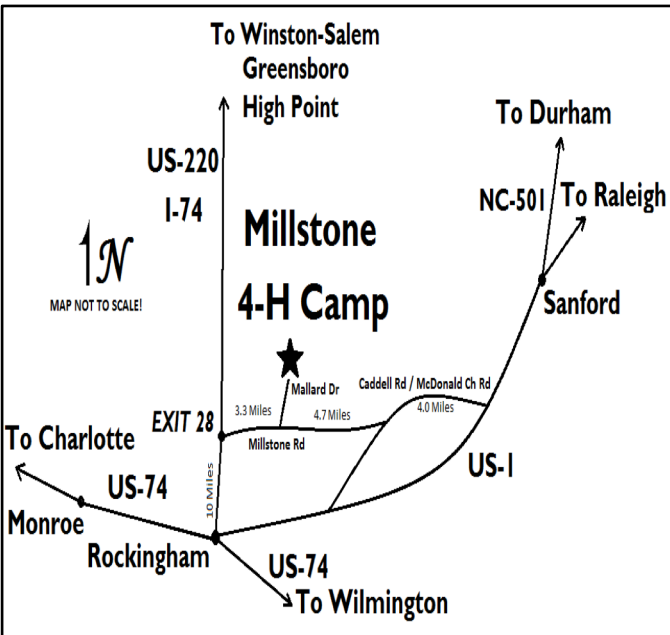 To Winston-Salem
Greensboro
High Point
To Durham
US-220
I-74
NC-501
To Raleigh
N
MAP NOT TO SCALE!
Millstone
4-H Camp
Sanford
Mallard Dr
Caddell Rd / McDonald Ch Rd
3.3 Miles
4.7 Miles
4.0 Miles
EXIT 28
Millstone Rd
To Charlotte
US-74
10 Miles
US-1
Monroe
Rockingham
US-74
To Wilmington